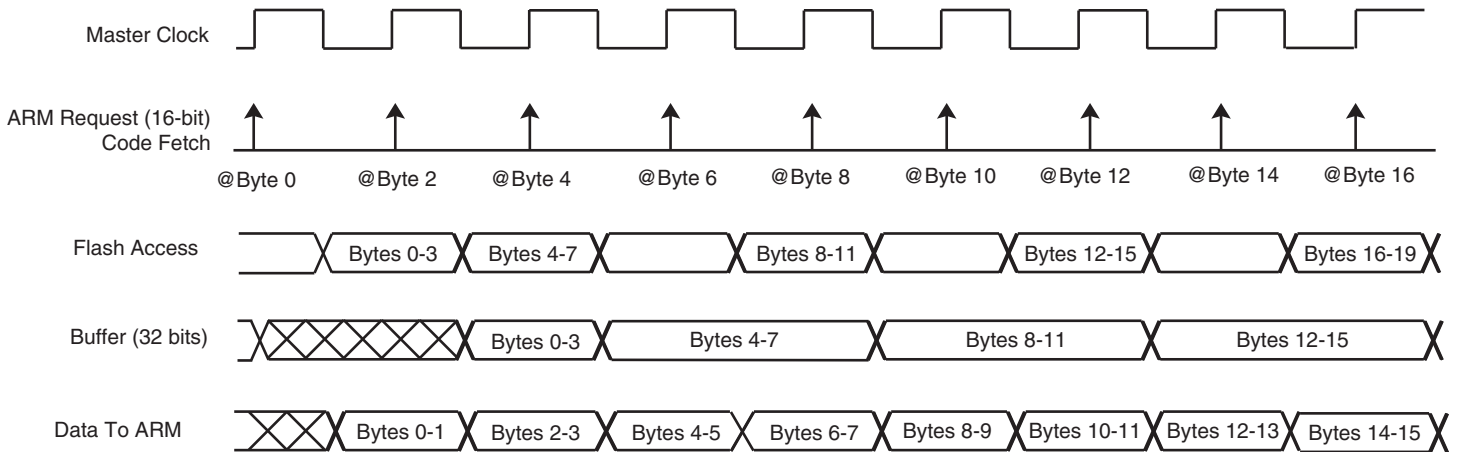 Master Clock
ARM Request (16-bit)
Code Fetch
@Byte 0 @Byte 2 @Byte 4 @Byte 6 @Byte 8 @Byte 10 @Byte 12 @Byte 14 @Byte 16
Flash Access Bytes 0-3 Bytes 4-7 Bytes 8-11 Bytes 12-15 Bytes 16-19
Buffer (32 bits) Bytes 0-3 Bytes 4-7 Bytes 8-11 Bytes 12-15
Data To ARM Bytes 0-1 Bytes 2-3 Bytes 4-5 Bytes 6-7 Bytes 8-9 Bytes 10-11 Bytes 12-13 Bytes 14-15